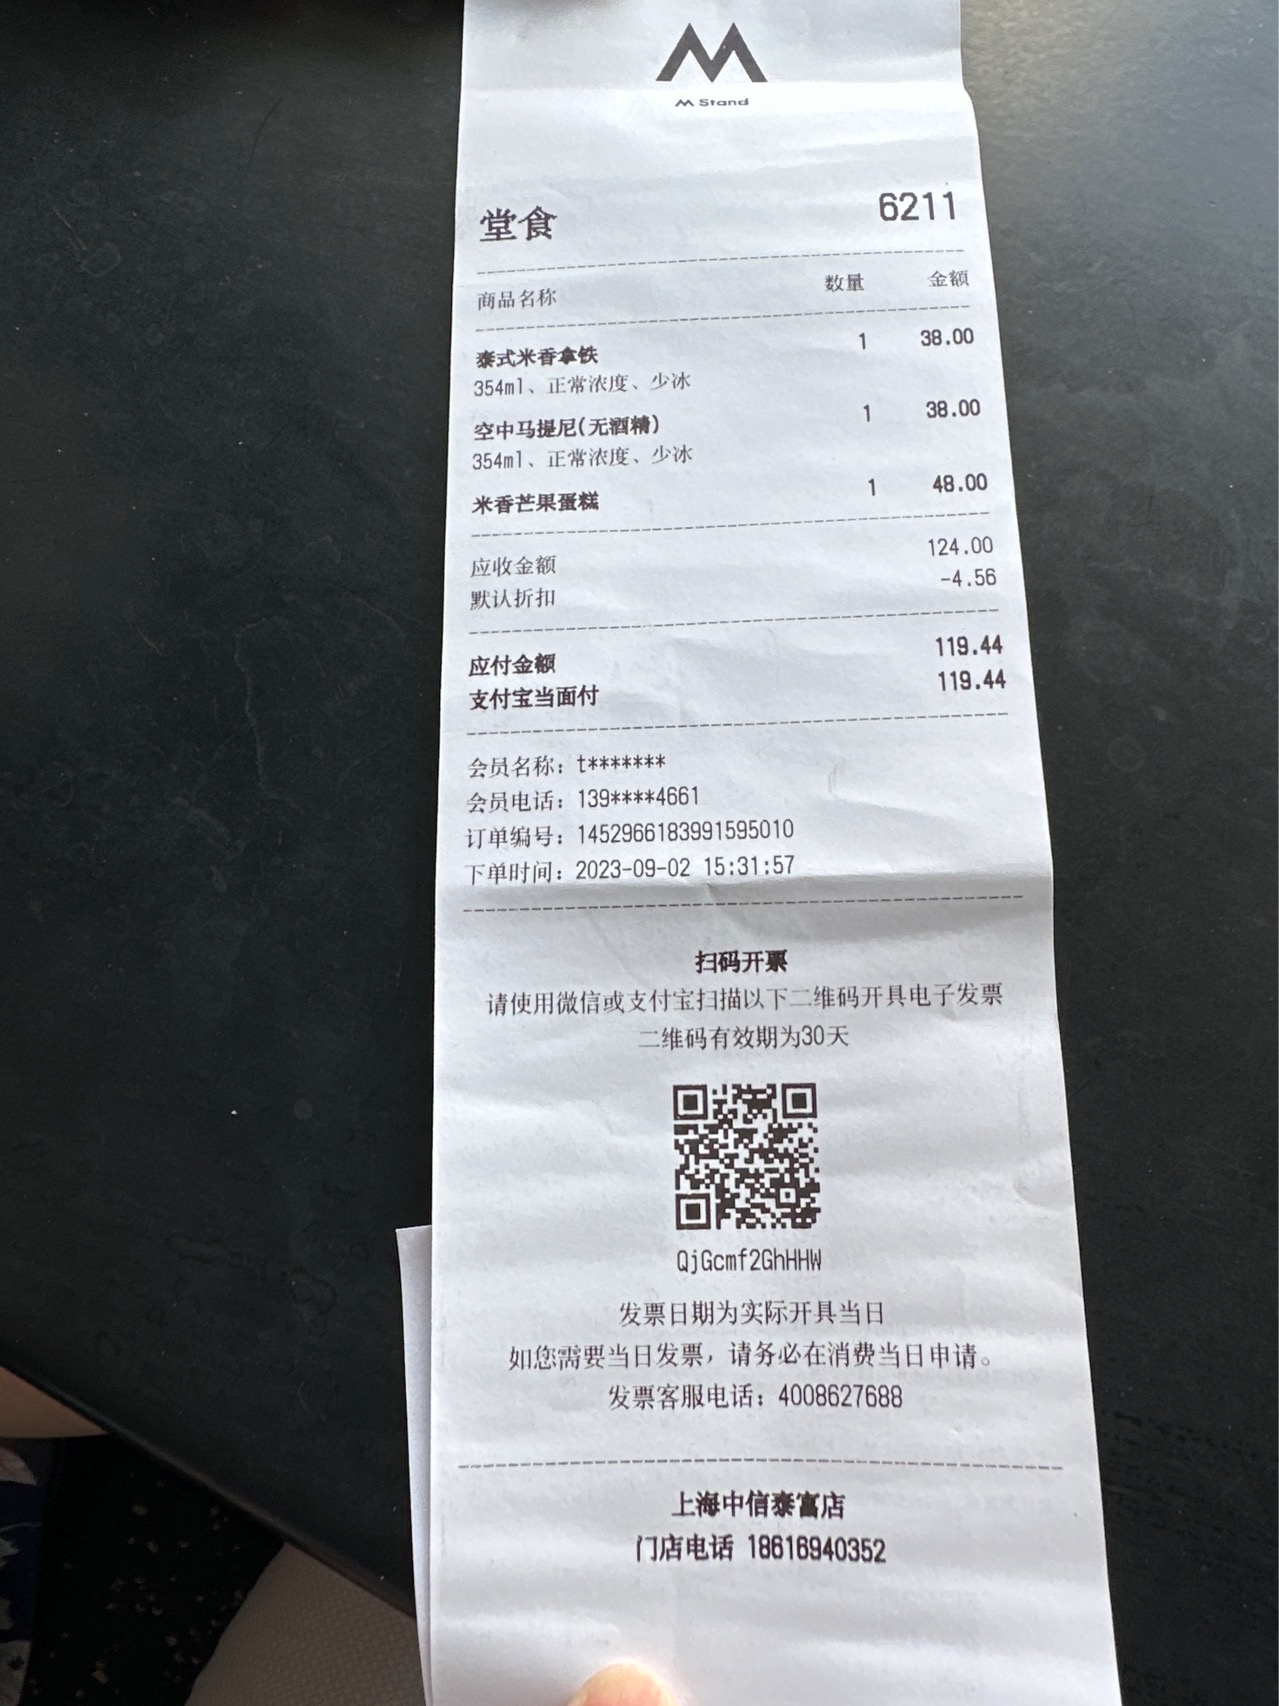 M Stand
堂食 6211
商品名称 数量 金额
泰式米香拿铁 1 38.00
354ml、正常浓度、少冰
空中马提尼(无酒精) 1 38.00
354ml、正常浓度、少冰
米香芒果蛋糕 1 48.00
应收金额 124.00
默认折扣 -4.56
应付金额 119.44
支付宝当面付 119.44
会员名称：t*******
会员电话：139****4661
订单编号：1452966183991595010
下单时间：2023-09-02 15:31:57
扫码开票
请使用微信或支付宝扫描以下二维码开具电子发票
二维码有效期为30天
QjGcmf2GhHHW
发票日期为实际开具当日
如您需要当日发票，请务必在消费当日申请。
发票客服电话：4008627688
上海中信泰富店
门店电话 18616940352